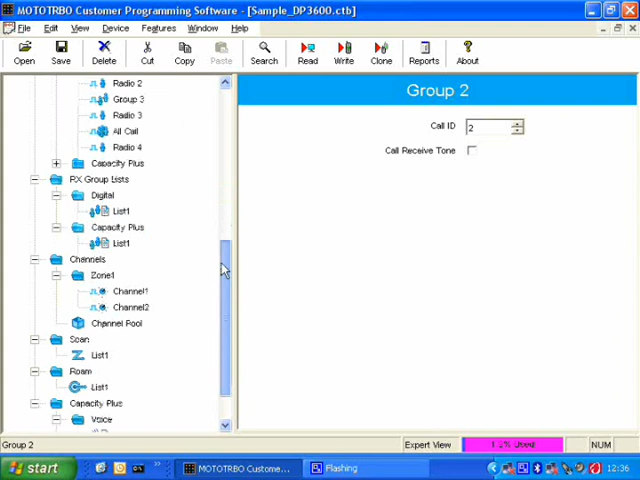 MOTOTRBO Customer Programming Software - [Sample_DP3600.ctb]
File Edit View Device Features Window Help
Open Save Delete Cut Copy Paste Search Read Write Clone Reports About
Radio 2
Group 3
Radio 3
All Call
Radio 4
Capacity Plus
RX Group Lists
Digital
List1
Capacity Plus
List1
Channels
Zone1
Channel1
Channel2
Channel Pool
Scan
List1
Roam
List1
Capacity Plus
Voice
Group 2
Call ID 2
Call Receive Tone
Group 2 Expert View NUM
start MOTOTRBO Custome... Flashing 12:36